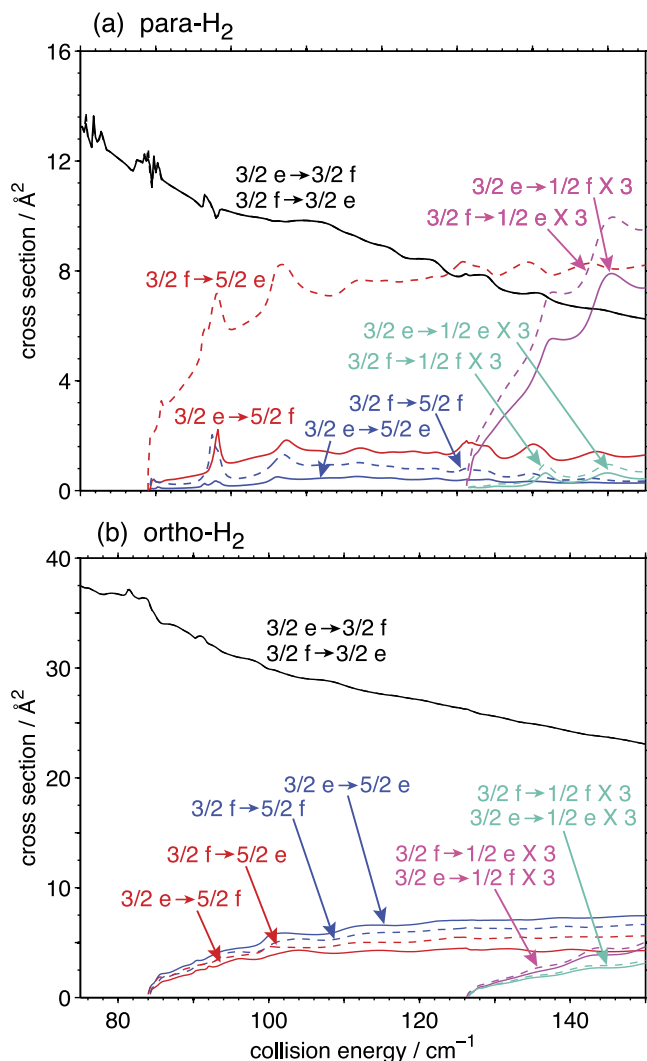 (a) para-H₂
16
12
8
4
0
cross section / Å²
3/2 e→3/2 f
3/2 f→3/2 e
3/2 e→1/2 f X 3
3/2 f→1/2 e X 3
3/2 f→5/2 e
3/2 e→1/2 e X 3
3/2 f→1/2 f X 3
3/2 e→5/2 f
3/2 f→5/2 f
3/2 e→5/2 e
(b) ortho-H₂
40
30
20
10
0
cross section / Å²
3/2 e→3/2 f
3/2 f→3/2 e
3/2 e→5/2 e
3/2 f→5/2 f
3/2 f→5/2 e
3/2 e→5/2 f
3/2 f→1/2 f X 3
3/2 e→1/2 e X 3
3/2 f→1/2 e X 3
3/2 e→1/2 f X 3
80 100 120 140
collision energy / cm⁻¹